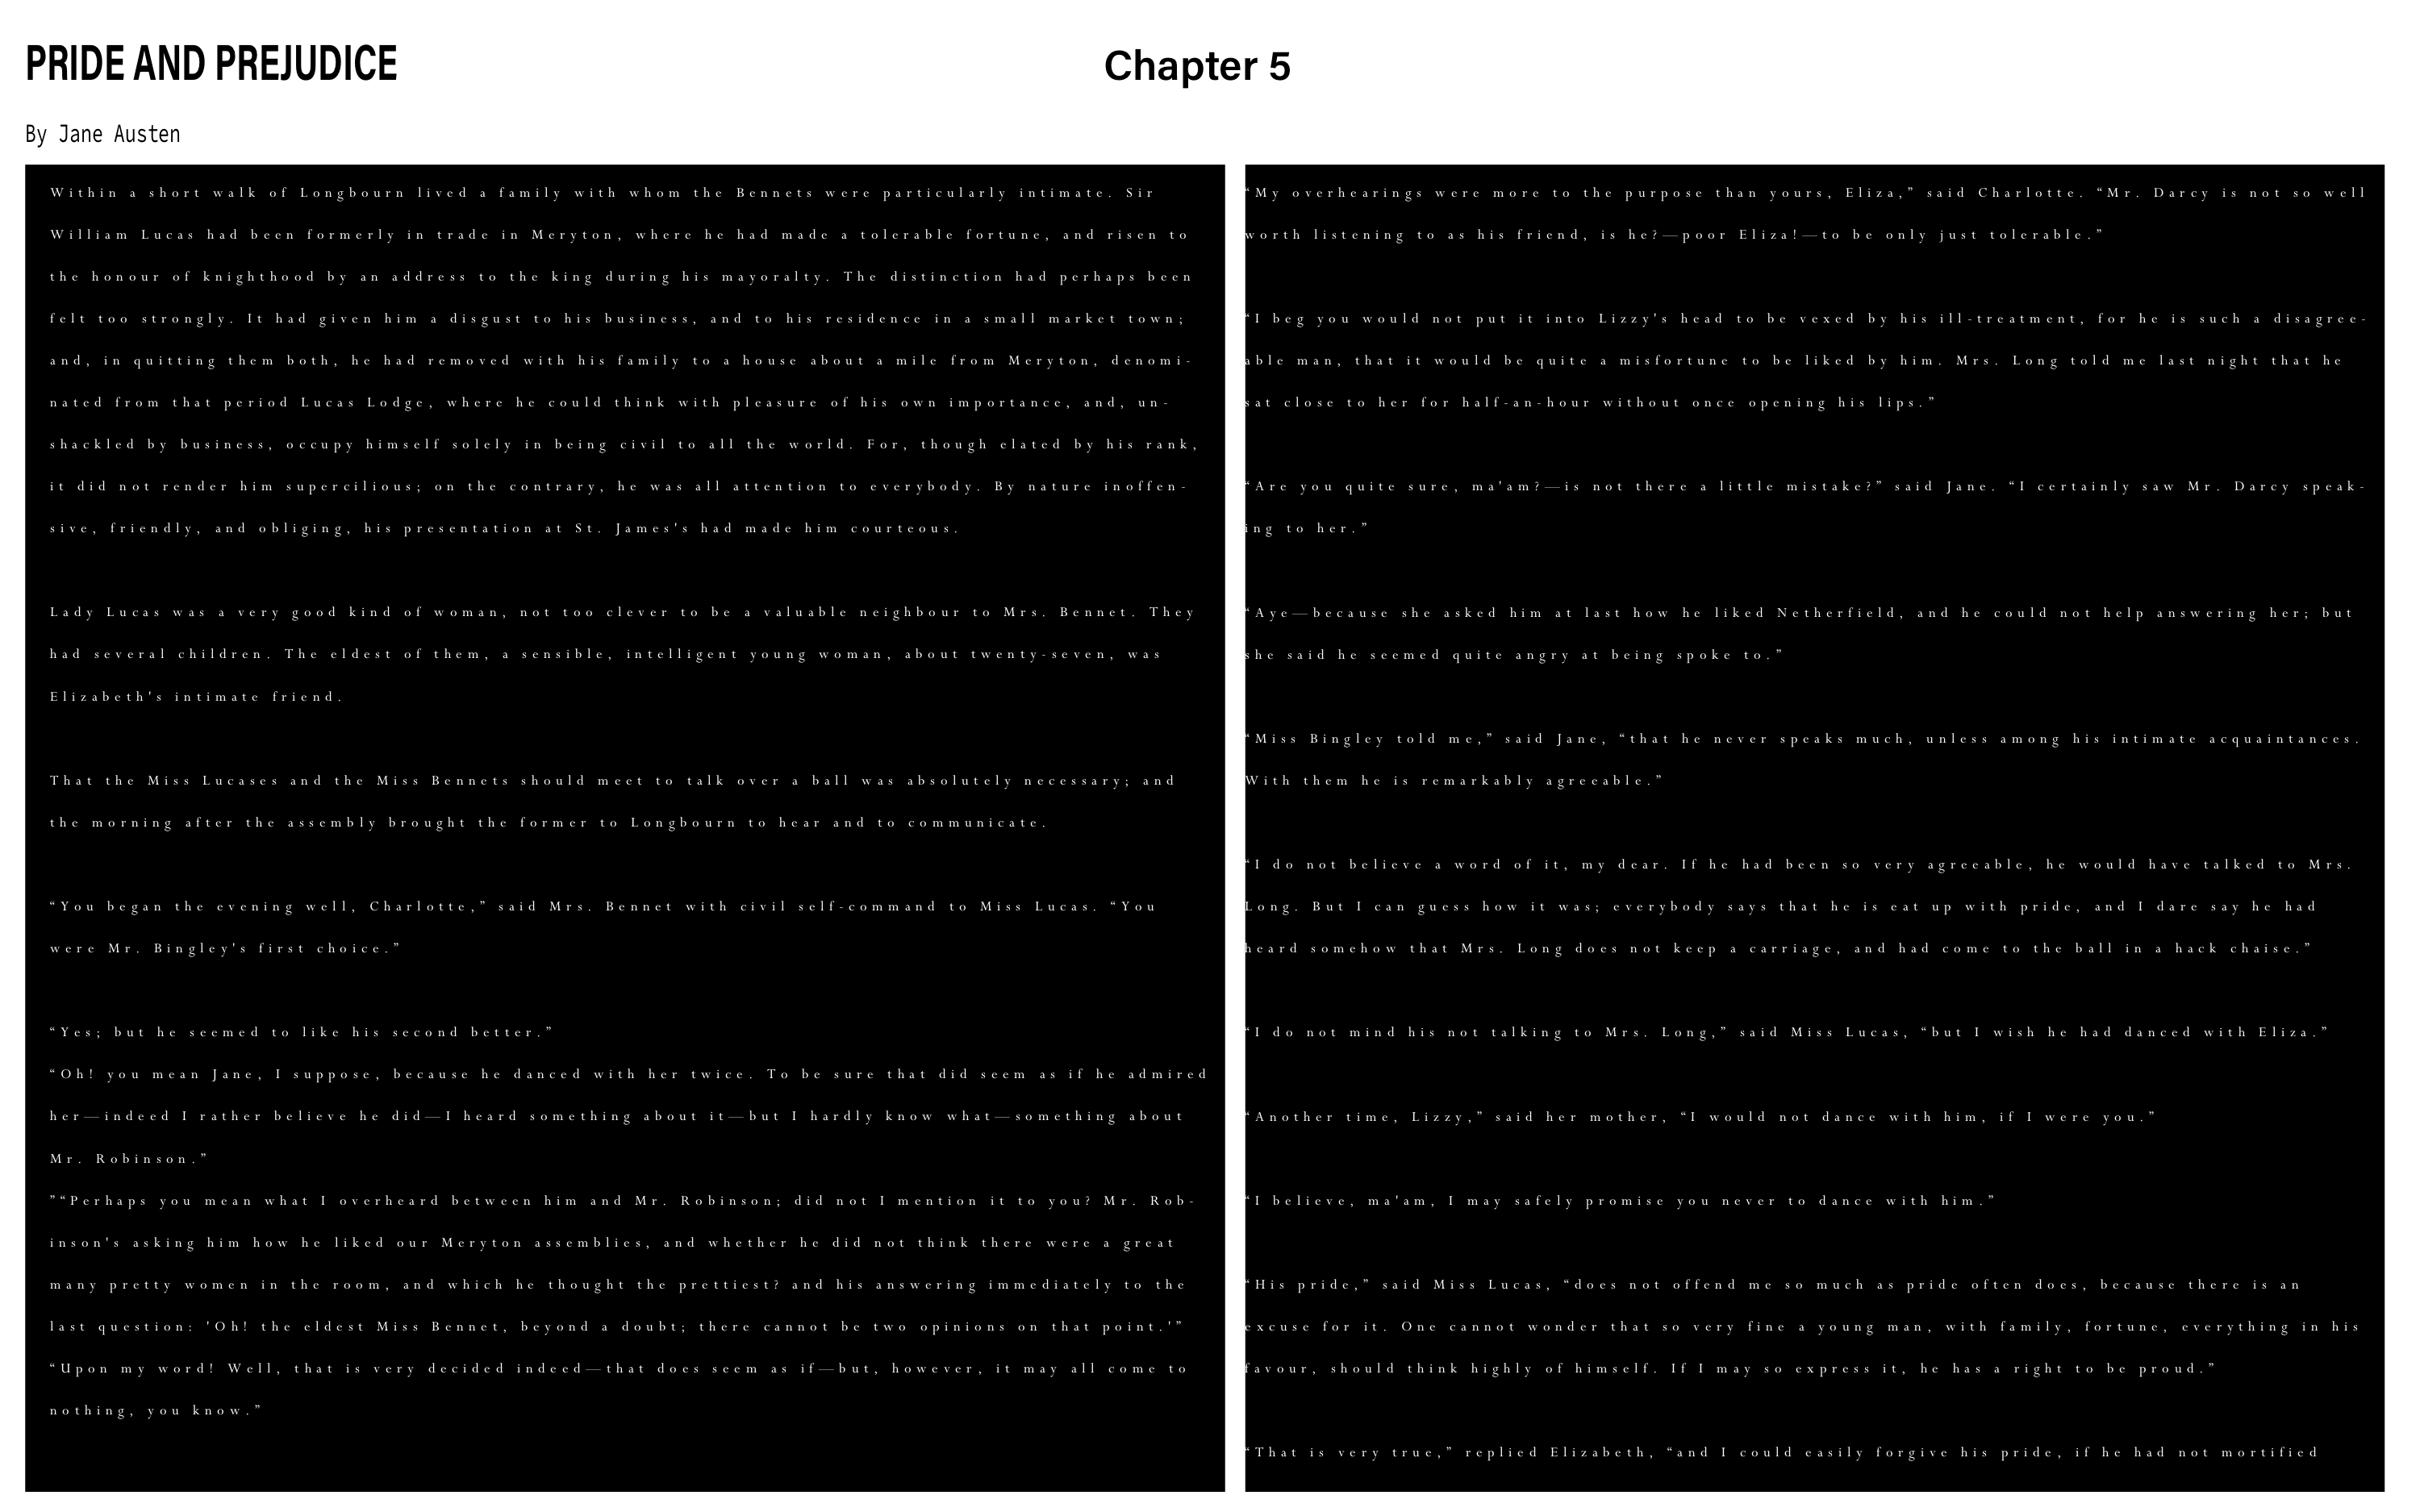 PRIDE AND PREJUDICE
Chapter 5
By Jane Austen
Within a short walk of Longbourn lived a family with whom the Bennets were particularly intimate. Sir
William Lucas had been formerly in trade in Meryton, where he had made a tolerable fortune, and risen to
the honour of knighthood by an address to the king during his mayoralty. The distinction had perhaps been
felt too strongly. It had given him a disgust to his business, and to his residence in a small market town;
and, in quitting them both, he had removed with his family to a house about a mile from Meryton, denomi-
nated from that period Lucas Lodge, where he could think with pleasure of his own importance, and, un-
shackled by business, occupy himself solely in being civil to all the world. For, though elated by his rank,
it did not render him supercilious; on the contrary, he was all attention to everybody. By nature inoffen-
sive, friendly, and obliging, his presentation at St. James's had made him courteous.
Lady Lucas was a very good kind of woman, not too clever to be a valuable neighbour to Mrs. Bennet. They
had several children. The eldest of them, a sensible, intelligent young woman, about twenty-seven, was
Elizabeth's intimate friend.
That the Miss Lucases and the Miss Bennets should meet to talk over a ball was absolutely necessary; and
the morning after the assembly brought the former to Longbourn to hear and to communicate.
“You began the evening well, Charlotte,” said Mrs. Bennet with civil self-command to Miss Lucas. “You
were Mr. Bingley's first choice.”
“Yes; but he seemed to like his second better.”
“Oh! you mean Jane, I suppose, because he danced with her twice. To be sure that did seem as if he admired
her—indeed I rather believe he did—I heard something about it—but I hardly know what—something about
Mr. Robinson.”
”“Perhaps you mean what I overheard between him and Mr. Robinson; did not I mention it to you? Mr. Rob-
inson's asking him how he liked our Meryton assemblies, and whether he did not think there were a great
many pretty women in the room, and which he thought the prettiest? and his answering immediately to the
last question: 'Oh! the eldest Miss Bennet, beyond a doubt; there cannot be two opinions on that point.'”
“Upon my word! Well, that is very decided indeed—that does seem as if—but, however, it may all come to
nothing, you know.”
“My overhearings were more to the purpose than yours, Eliza,” said Charlotte. “Mr. Darcy is not so well
worth listening to as his friend, is he?—poor Eliza!—to be only just tolerable.”
“I beg you would not put it into Lizzy's head to be vexed by his ill-treatment, for he is such a disagree-
able man, that it would be quite a misfortune to be liked by him. Mrs. Long told me last night that he
sat close to her for half-an-hour without once opening his lips.”
“Are you quite sure, ma'am?—is not there a little mistake?” said Jane. “I certainly saw Mr. Darcy speak-
ing to her.”
“Aye—because she asked him at last how he liked Netherfield, and he could not help answering her; but
she said he seemed quite angry at being spoke to.”
“Miss Bingley told me,” said Jane, “that he never speaks much, unless among his intimate acquaintances.
With them he is remarkably agreeable.”
“I do not believe a word of it, my dear. If he had been so very agreeable, he would have talked to Mrs.
Long. But I can guess how it was; everybody says that he is eat up with pride, and I dare say he had
heard somehow that Mrs. Long does not keep a carriage, and had come to the ball in a hack chaise.”
“I do not mind his not talking to Mrs. Long,” said Miss Lucas, “but I wish he had danced with Eliza.”
“Another time, Lizzy,” said her mother, “I would not dance with him, if I were you.”
“I believe, ma'am, I may safely promise you never to dance with him.”
“His pride,” said Miss Lucas, “does not offend me so much as pride often does, because there is an
excuse for it. One cannot wonder that so very fine a young man, with family, fortune, everything in his
favour, should think highly of himself. If I may so express it, he has a right to be proud.”
“That is very true,” replied Elizabeth, “and I could easily forgive his pride, if he had not mortified